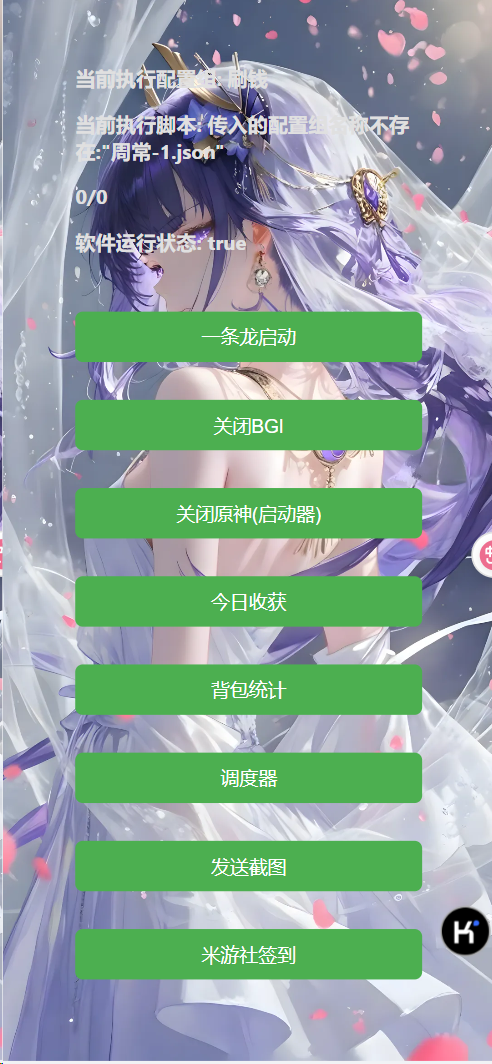 当前执行配置组: 刷钱
当前执行脚本: 传入的配置组名称不存
在:"周常-1.json"
0/0
软件运行状态: true
一条龙启动
关闭BGI
关闭原神(启动器)
今日收获
背包统计
调度器
发送截图
米游社签到
K